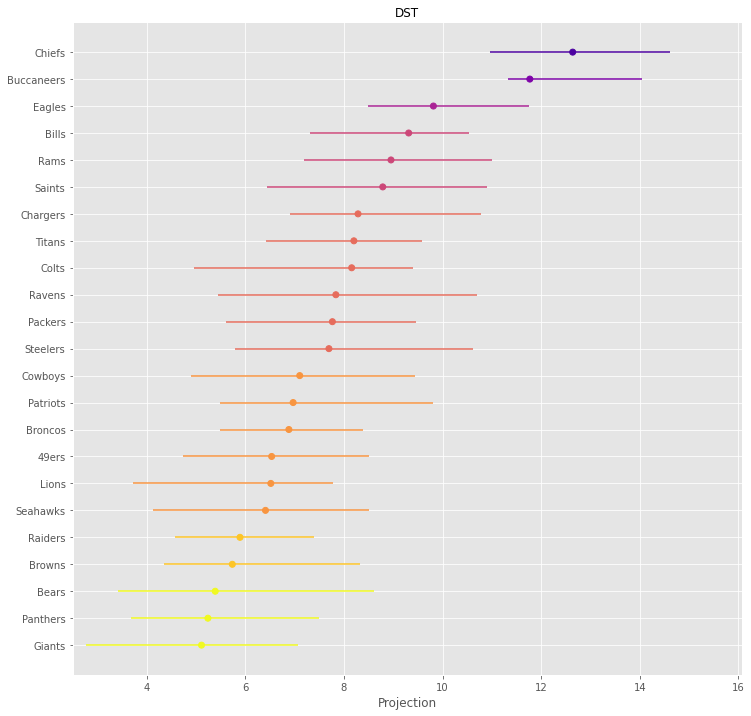 DST
Chiefs
Buccaneers
Eagles
Bills
Rams
Saints
Chargers
Titans
Colts
Ravens
Packers
Steelers
Cowboys
Patriots
Broncos
49ers
Lions
Seahawks
Raiders
Browns
Bears
Panthers
Giants
4 6 8 10 12 14 16
Projection